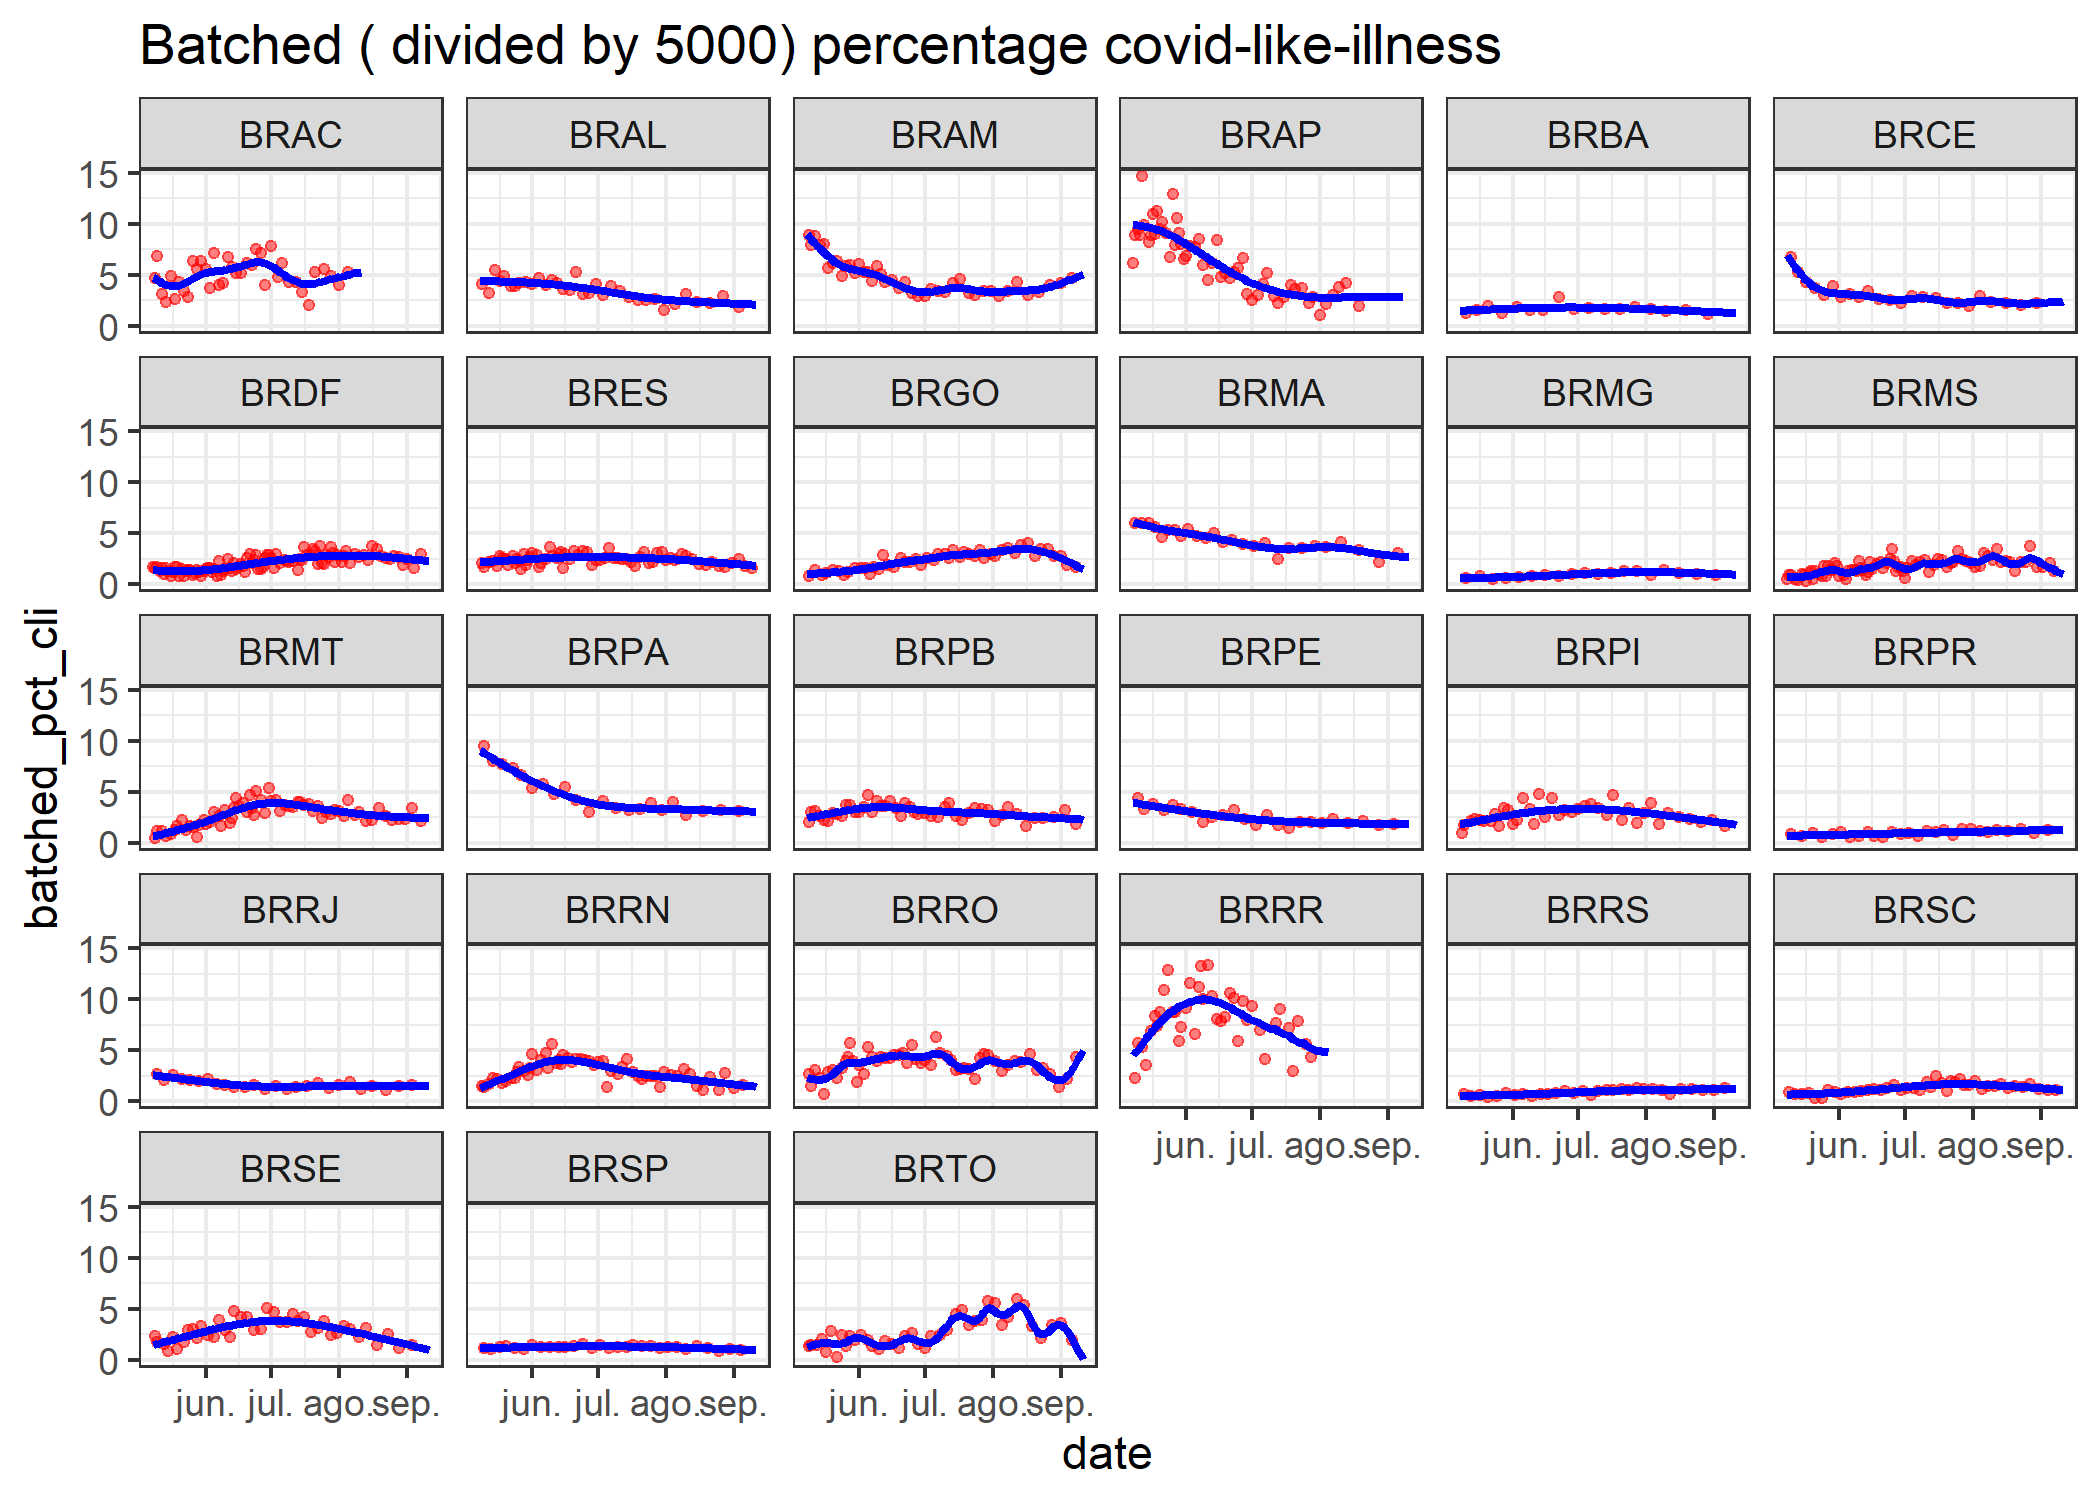 Batched ( divided by 5000) percentage covid-like-illness
BRAC BRAL BRAM BRAP BRBA BRCE
15
10
5
0
BRDF BRES BRGO BRMA BRMG BRMS
15
10
5
0
BRMT BRPA BRPB BRPE BRPI BRPR
15
10
5
0
batched_pct_cli
BRRJ BRRN BRRO BRRR BRRS BRSC
15
10
5
0
jun. jul. ago. sep. jun. jul. ago. sep. jun. jul. ago. sep.
BRSE BRSP BRTO
15
10
5
0
jun. jul. ago. sep. jun. jul. ago. sep. jun. jul. ago. sep.
date